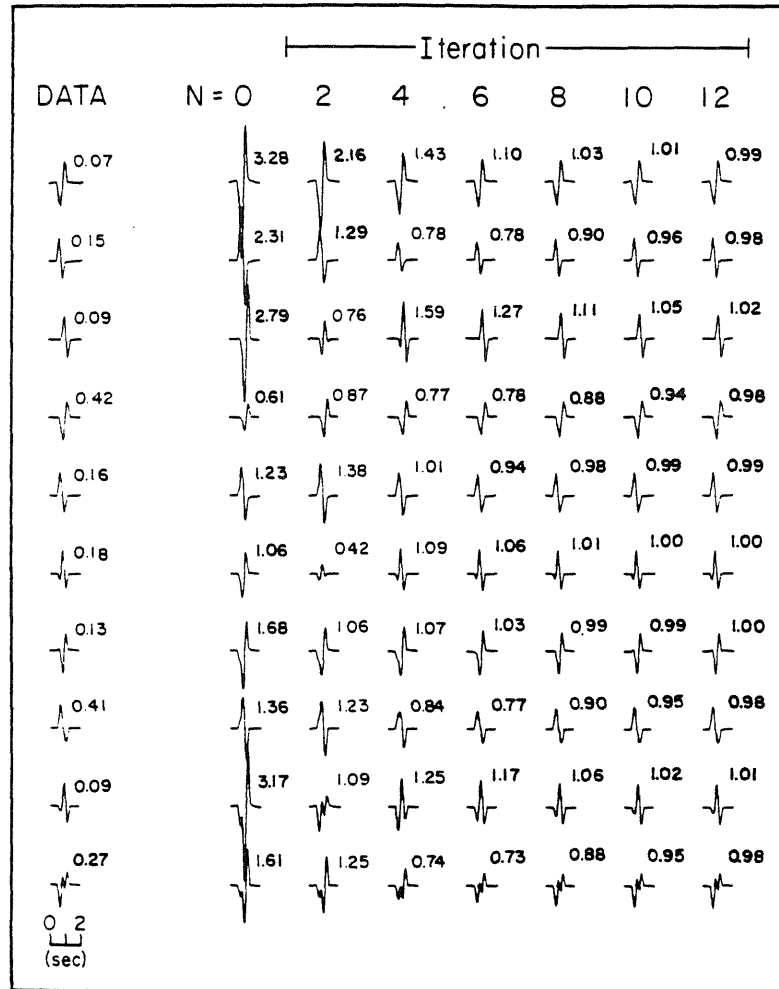 Iteration
DATA N = 0 2 4 6 8 10 12
0.07 3.28 2.16 1.43 1.10 1.03 1.01 0.99
0.15 2.31 1.29 0.78 0.78 0.90 0.96 0.98
0.09 2.79 0.76 1.59 1.27 1.11 1.05 1.02
0.42 0.61 0.87 0.77 0.78 0.88 0.94 0.98
0.16 1.23 1.38 1.01 0.94 0.98 0.99 0.99
0.18 1.06 0.42 1.09 1.06 1.01 1.00 1.00
0.13 1.68 1.06 1.07 1.03 0.99 0.99 1.00
0.41 1.36 1.23 0.84 0.77 0.90 0.95 0.98
0.09 3.17 1.09 1.25 1.17 1.06 1.02 1.01
0.27 1.61 1.25 0.74 0.73 0.88 0.95 0.98
0 2
(sec)